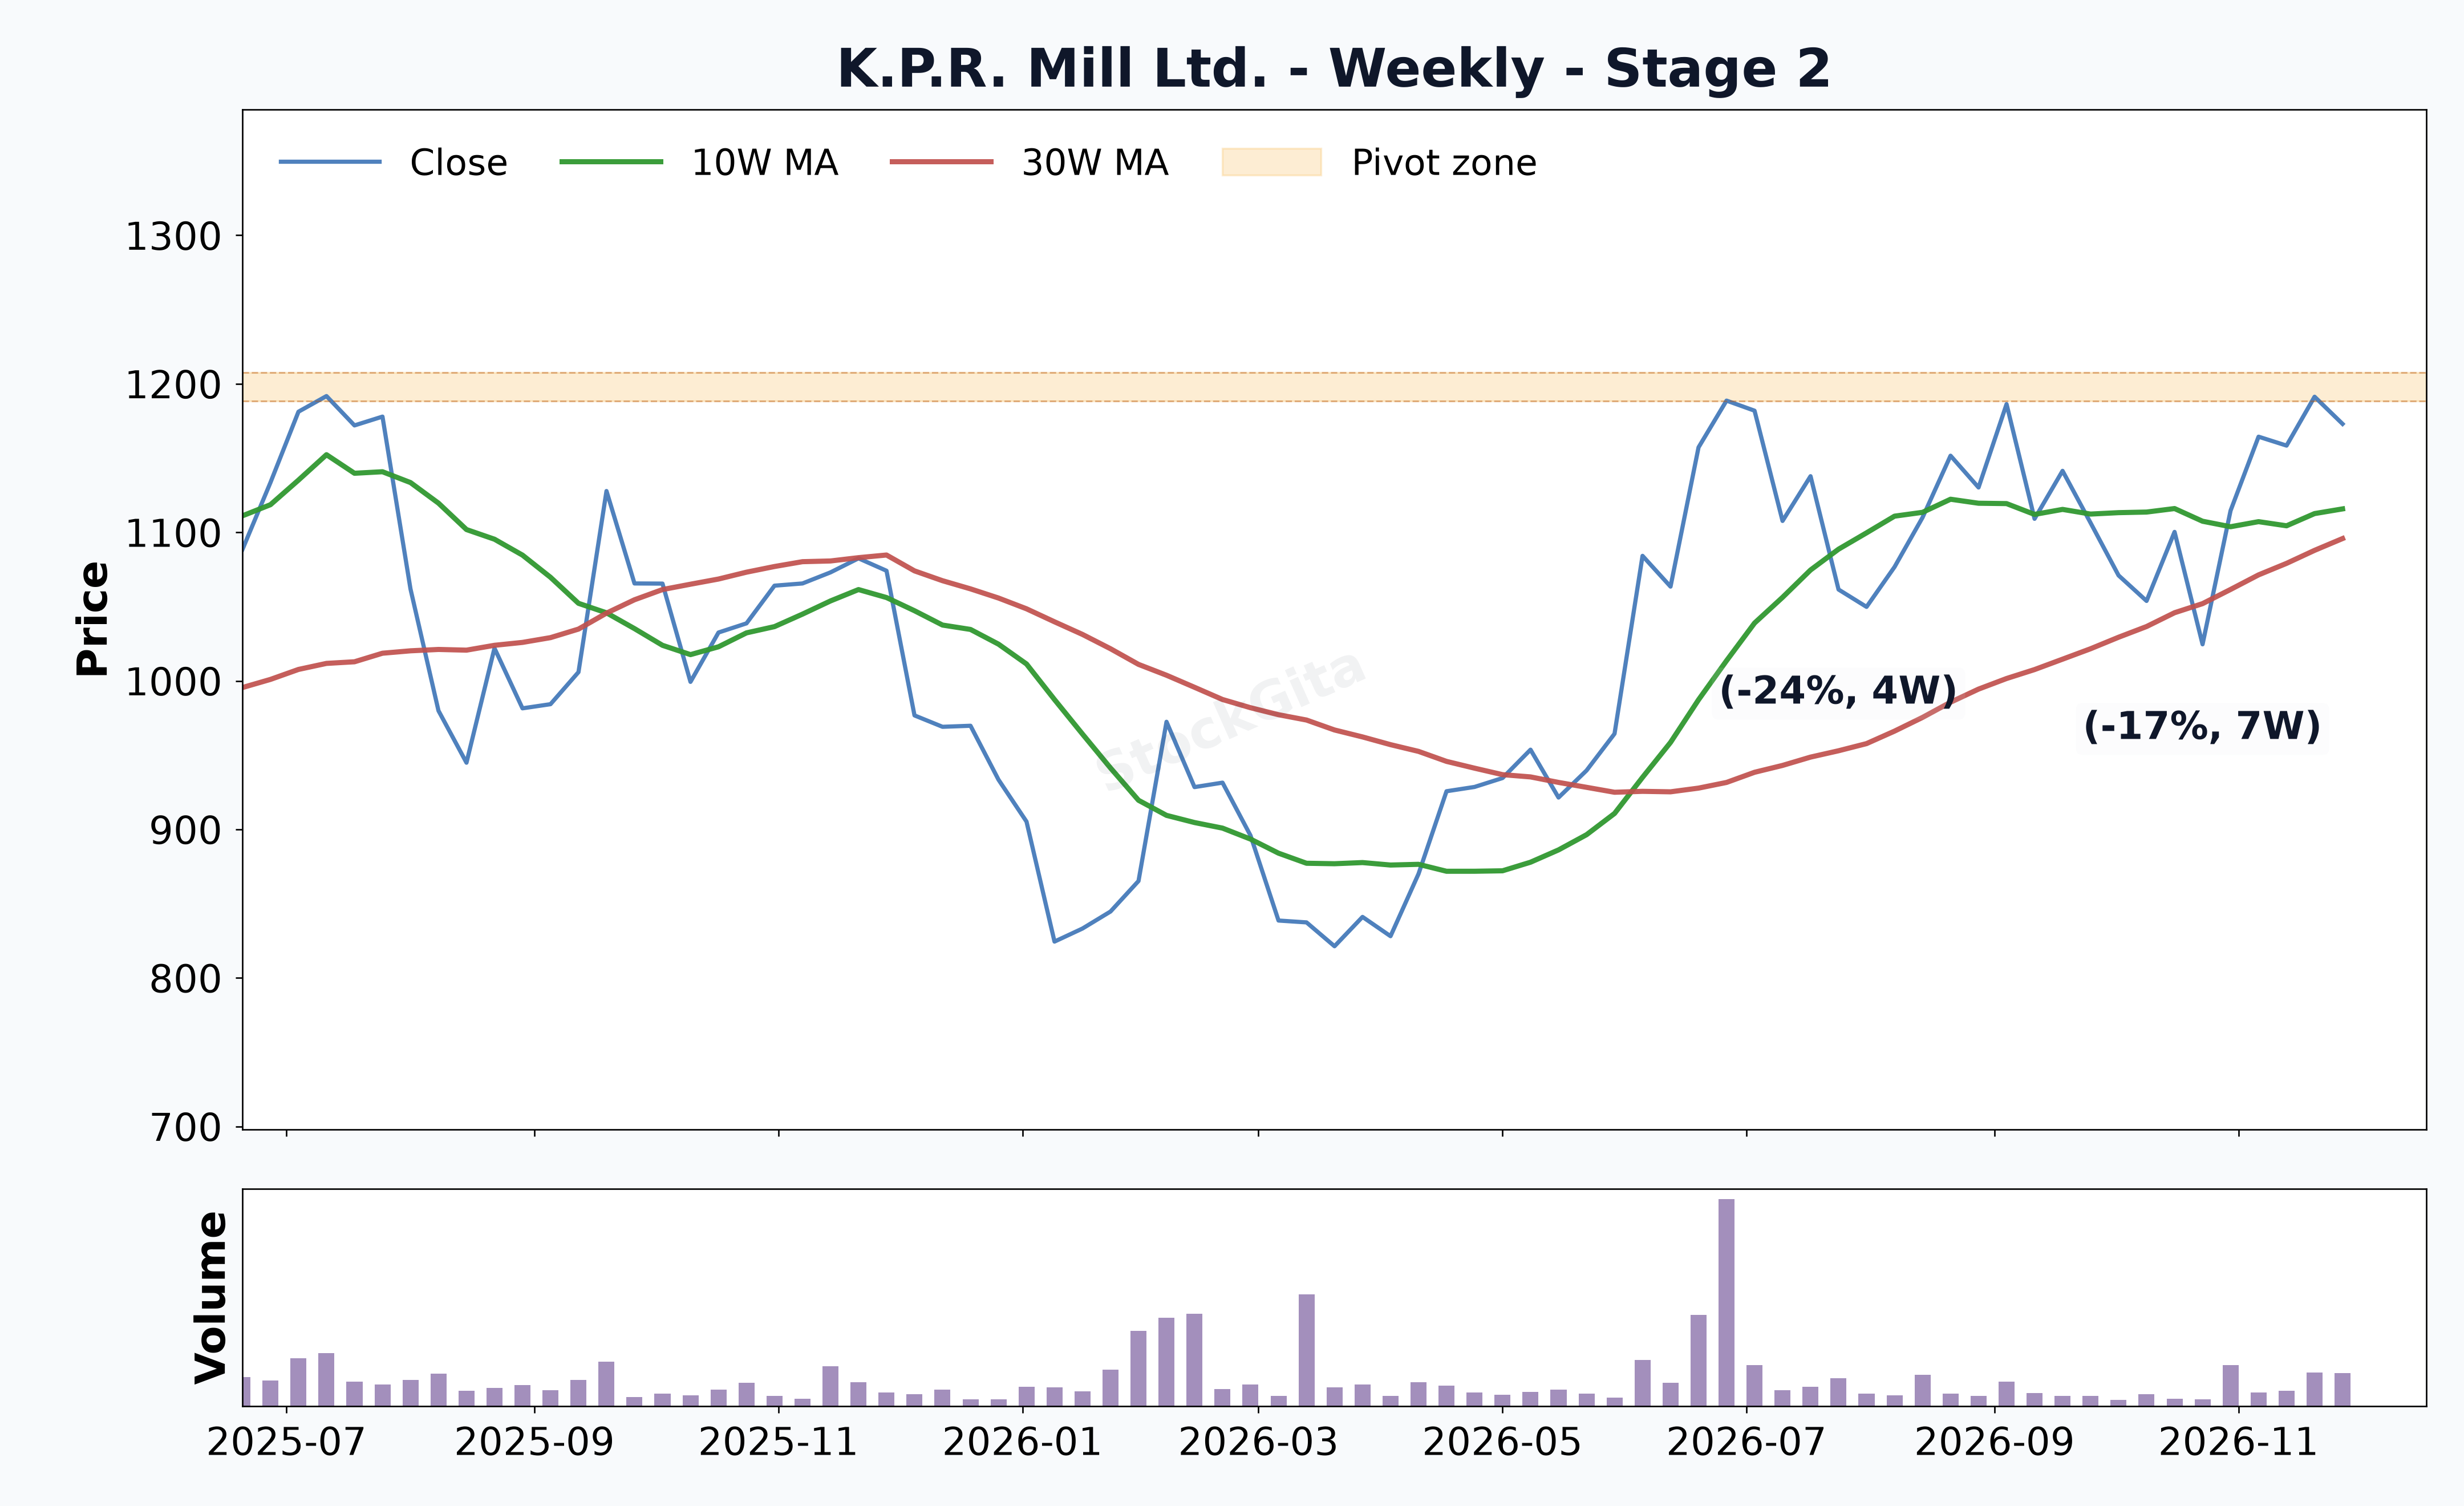 K.P.R. Mill Ltd. - Weekly - Stage 2
Close 10W MA 30W MA Pivot zone
1300
1200
1100
1000
900
800
700
Price
StockGita
(-24%, 4W)
(-17%, 7W)
Volume
2025-07 2025-09 2025-11 2026-01 2026-03 2026-05 2026-07 2026-09 2026-11